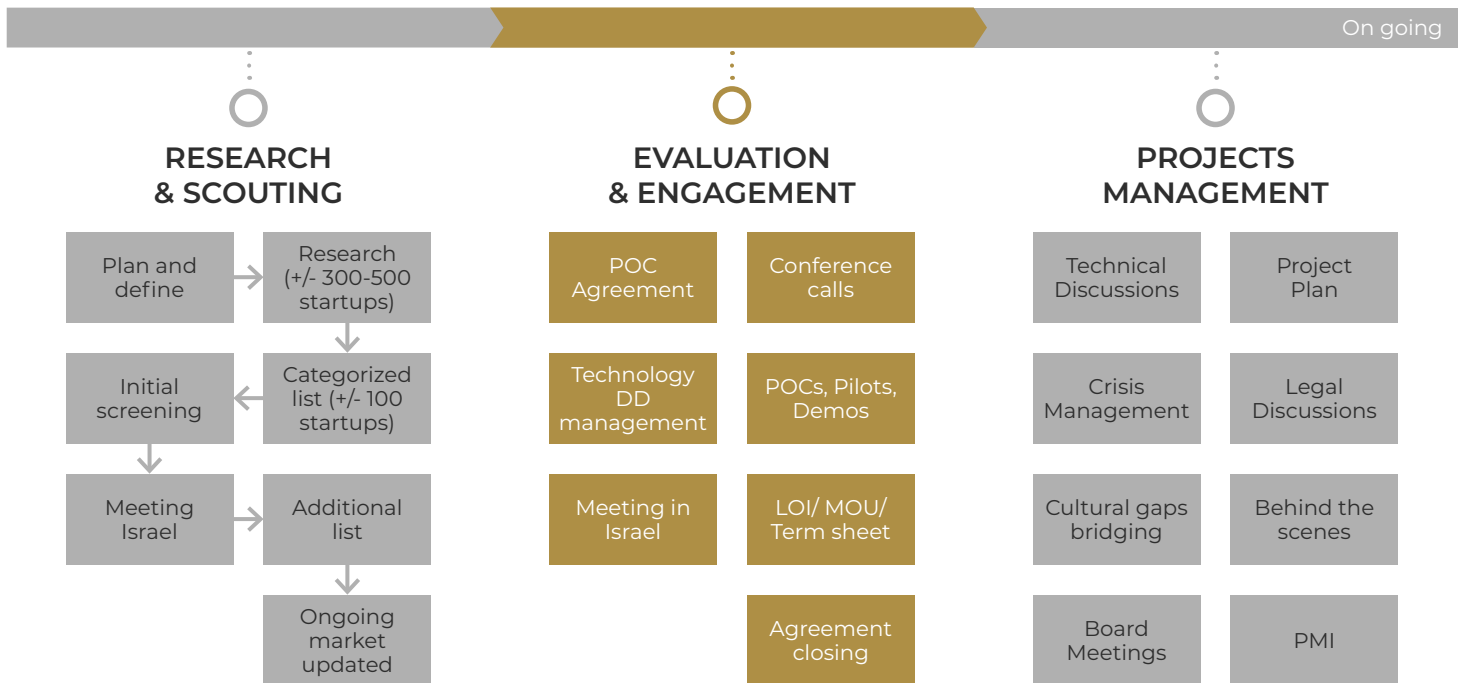 On going
RESEARCH
& SCOUTING
Plan and
define
Research
(+/- 300-500
startups)
Categorized
list (+/- 100
startups)
Initial
screening
Meeting
Israel
Additional
list
Ongoing
market
updated
EVALUATION
& ENGAGEMENT
POC
Agreement
Conference
calls
Technology
DD
management
POCs, Pilots,
Demos
Meeting in
Israel
LOI/ MOU/
Term sheet
Agreement
closing
PROJECTS
MANAGEMENT
Technical
Discussions
Project
Plan
Crisis
Management
Legal
Discussions
Cultural gaps
bridging
Behind the
scenes
Board
Meetings
PMI